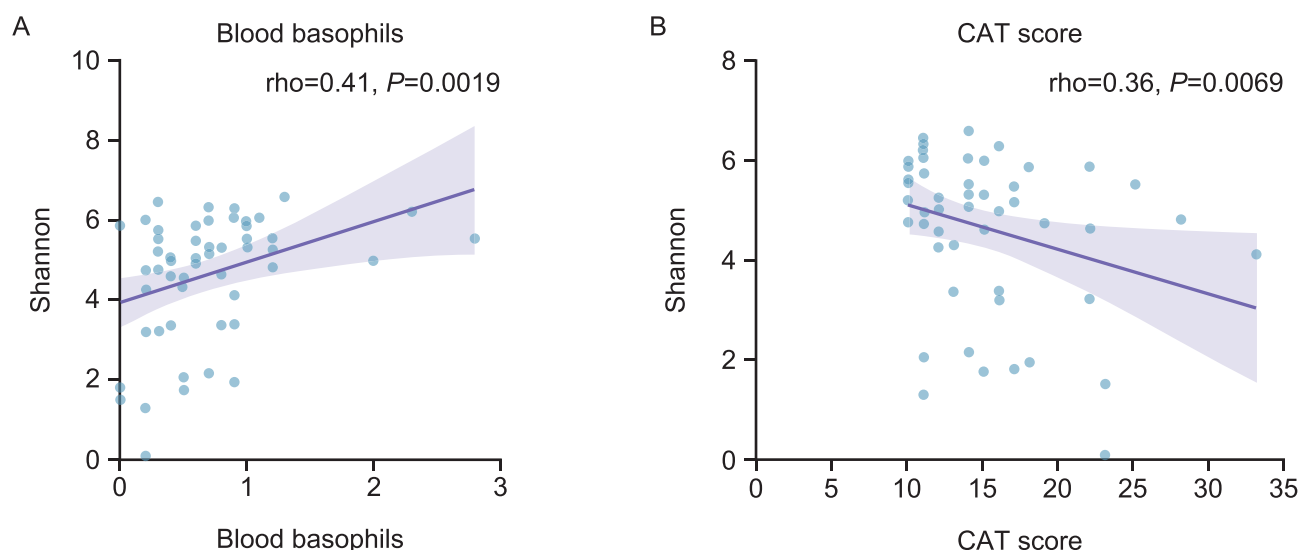 A
Blood basophils
rho=0.41, P=0.0019
10
8
6
4
2
0
Shannon
0 1 2 3
Blood basophils
B
CAT score
rho=0.36, P=0.0069
8
6
4
2
0
Shannon
0 5 10 15 20 25 30 35
CAT score